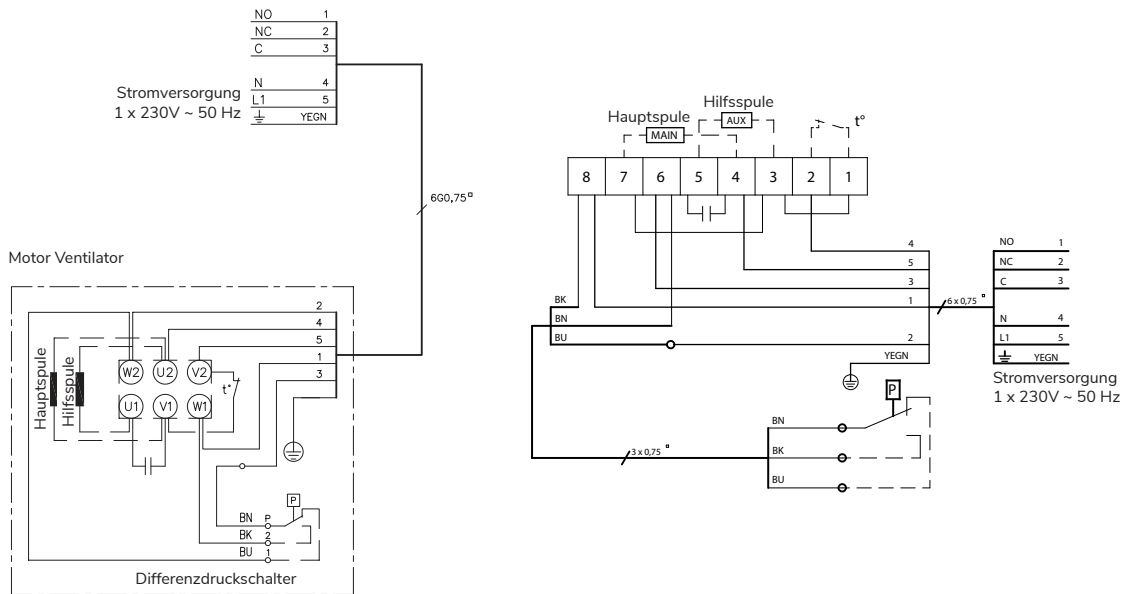 NO 1
NC 2
C 3
N 4
L1 5
YEGN
Stromversorgung
1 x 230V ~ 50 Hz
6G0,75
Motor Ventilator
2
4
5
1
3
Hauptspule
Hilfsspule
W2 U2 V2
t°
U1 V1 W1
P
BN P
BK 2
BU 1
Differenzdruckschalter
Hilfsspule
Hauptspule
AUX
MAIN
t°
8 7 6 5 4 3 2 1
4
5
3
1
2
YEGN
BK
BN
BU
6 x 0,75
NO 1
NC 2
C 3
N 4
L1 5
YEGN
Stromversorgung
1 x 230V ~ 50 Hz
P
3 x 0,75
BN
BK
BU